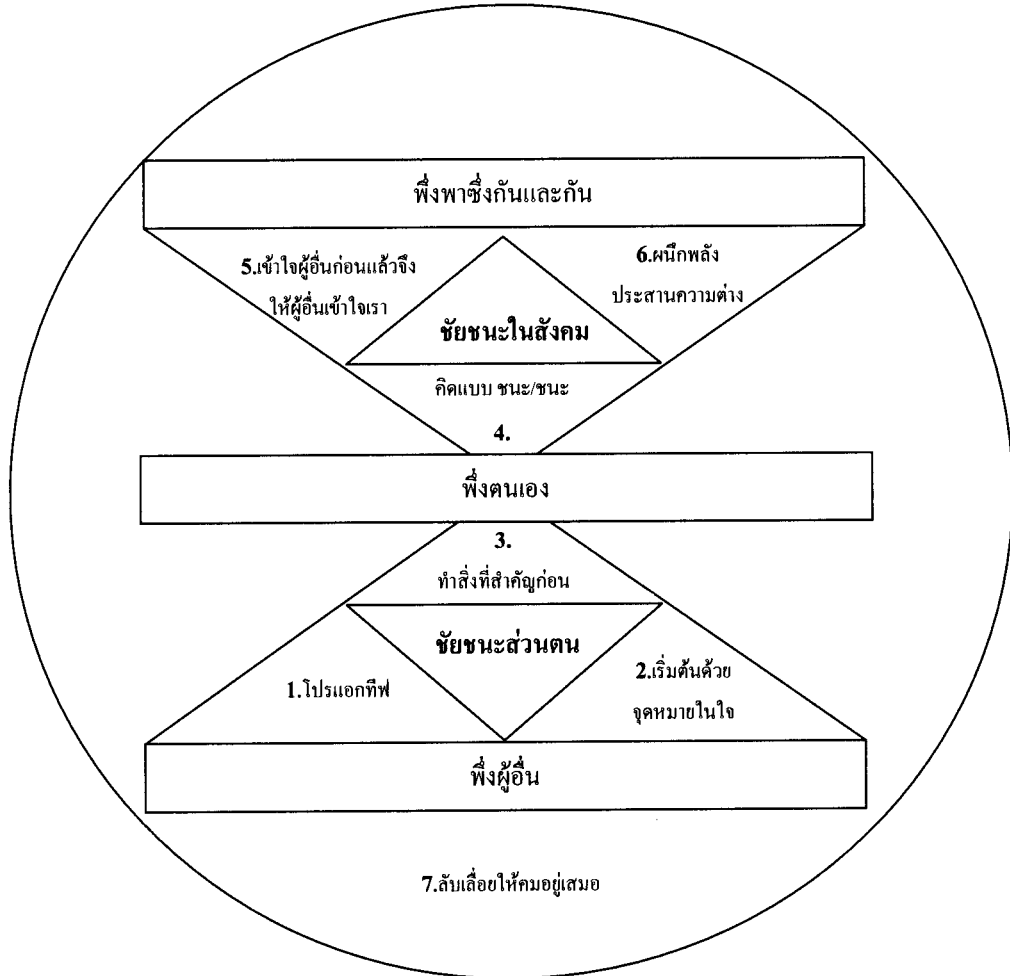 พึ่งพาซึ่งกันและกัน
5.เข้าใจผู้อื่นก่อนแล้วจึง
ให้ผู้อื่นเข้าใจเรา
6.ผนึกพลัง
ประสานความต่าง
ชัยชนะในสังคม
คิดแบบ ชนะ/ชนะ
4.
พึ่งตนเอง
3.
ทำสิ่งที่สำคัญก่อน
ชัยชนะส่วนตน
1.โปรแอกทีฟ
2.เริ่มต้นด้วย
จุดหมายในใจ
พึ่งผู้อื่น
7.ลับเลื่อยให้คมอยู่เสมอ